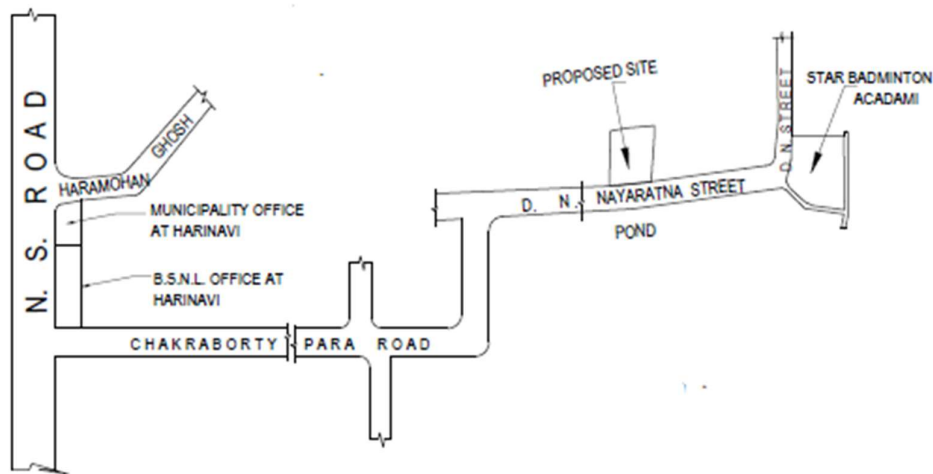 N. S. ROAD
HARAMOHAN GHOSH
MUNICIPALITY OFFICE
AT HARINAVI
B.S.N.L. OFFICE AT
HARINAVI
CHAKRABORTY PARA ROAD
PROPOSED SITE
D. N. NAYARATNA STREET
POND
D. N STREET
STAR BADMINTON
ACADAMI